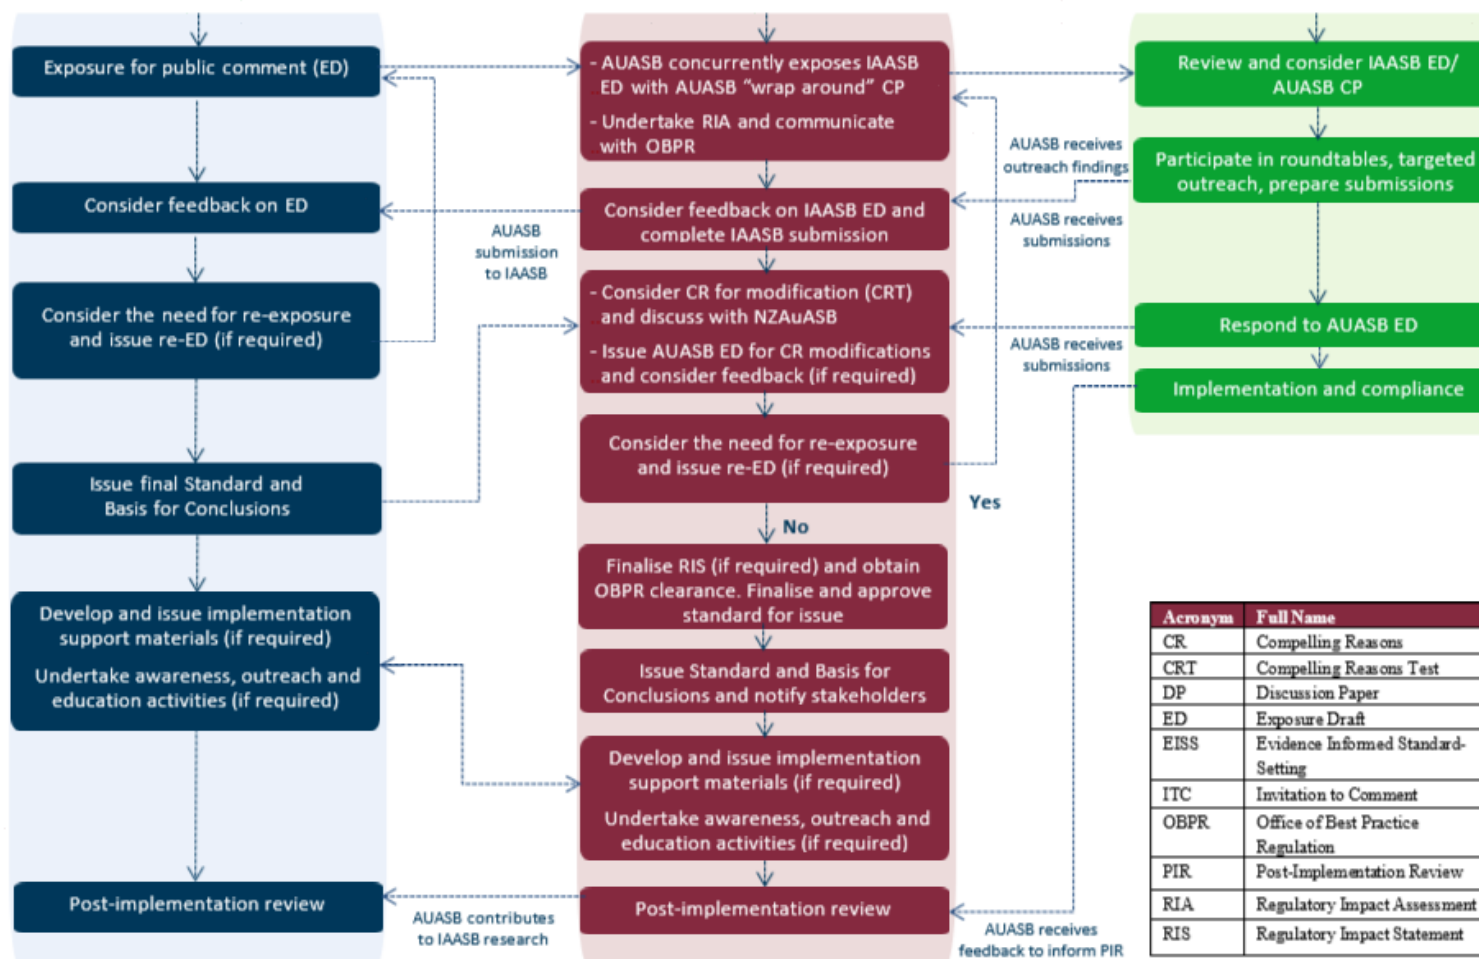 Exposure for public comment (ED)
Consider feedback on ED
Consider the need for re-exposure
and issue re-ED (if required)
Issue final Standard and
Basis for Conclusions
Develop and issue implementation
support materials (if required)
Undertake awareness, outreach and
education activities (if required)
Post-implementation review
AUASB
submission
to IAASB
AUASB contributes
to IAASB research
- AUASB concurrently exposes IAASB
ED with AUASB “wrap around” CP
- Undertake RIA and communicate
with OBPR
Consider feedback on IAASB ED and
complete IAASB submission
- Consider CR for modification (CRT)
and discuss with NZAuASB
- Issue AUASB ED for CR modifications
and consider feedback (if required)
Consider the need for re-exposure
and issue re-ED (if required)
Yes
No
Finalise RIS (if required) and obtain
OBPR clearance. Finalise and approve
standard for issue
Issue Standard and Basis for
Conclusions and notify stakeholders
Develop and issue implementation
support materials (if required)
Undertake awareness, outreach and
education activities (if required)
Post-implementation review
AUASB receives
outreach findings
AUASB receives
submissions
AUASB receives
submissions
AUASB receives
feedback to inform PIR
Review and consider IAASB ED/
AUASB CP
Participate in roundtables, targeted
outreach, prepare submissions
Respond to AUASB ED
Implementation and compliance
Acronym Full Name
CR Compelling Reasons
CRT Compelling Reasons Test
DP Discussion Paper
ED Exposure Draft
EISS Evidence Informed Standard-
Setting
ITC Invitation to Comment
OBPR Office of Best Practice
Regulation
PIR Post-Implementation Review
RIA Regulatory Impact Assessment
RIS Regulatory Impact Statement